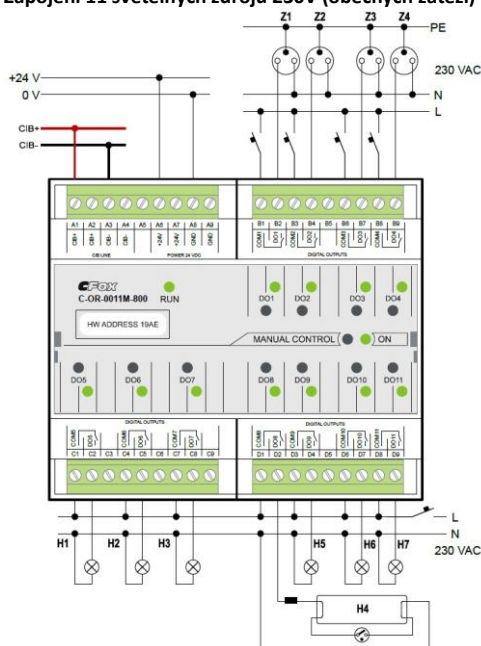 Zapojení 11 světelných zdrojů 230V (obecných zátěží)
Z1 Z2 Z3 Z4
PE
230 VAC
+24 V
0 V
N
L
CIB+
CIB-
A1 A2 A3 A4 A5 A6 A7 A8 A9
CIB+ CIB+ CIB- CIB- +24V +24V GND GND
CIB LINE POWER 24 VDC
B1 B2 B3 B4 B5 B6 B7 B8 B9
COM1 DO1 COM2 DO2 COM3 DO3 COM4 DO4
DIGITAL OUTPUTS
CFox
C-OR-0011M-800 RUN
HW ADDRESS 19AE
DO1 DO2 DO3 DO4
MANUAL CONTROL ON
DO5 DO6 DO7 DO8 DO9 DO10 DO11
DIGITAL OUTPUTS DIGITAL OUTPUTS
COM5 DO5 COM6 DO6 COM7 DO7
C1 C2 C3 C4 C5 C6 C7 C8 C9
COM8 DO8 COM9 DO9 COM10 DO10 COM11 DO11
D1 D2 D3 D4 D5 D6 D7 D8 D9
L
N
230 VAC
H1 H2 H3 H5 H6 H7
H4